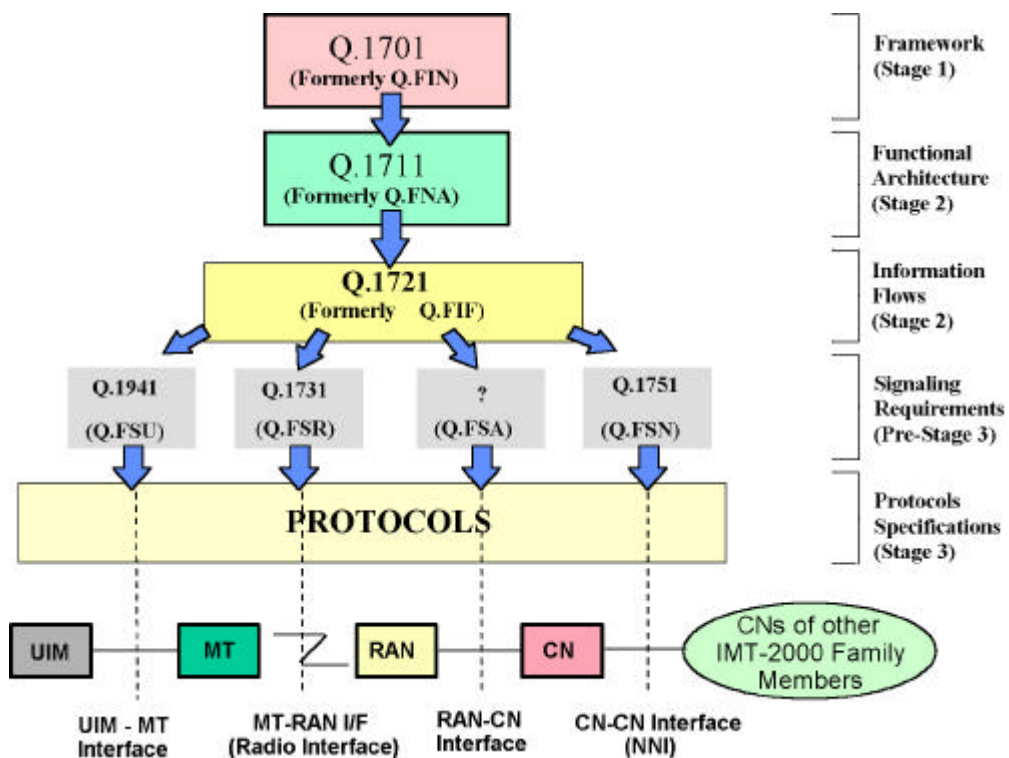 Q.1701
(Formerly Q.FIN)
Framework
(Stage 1)
Q.1711
(Formerly Q.FNA)
Functional
Architecture
(Stage 2)
Q.1721
(Formerly Q.FIF)
Information
Flows
(Stage 2)
Q.1941
(Q.FSU)
Q.1731
(Q.FSR)
?
(Q.FSA)
Q.1751
(Q.FSN)
Signaling
Requirements
(Pre-Stage 3)
PROTOCOLS
Protocols
Specifications
(Stage 3)
UIM
MT
RAN
CN
CNs of other
IMT-2000 Family
Members
UIM - MT
Interface
MT-RAN I/F
(Radio Interface)
RAN-CN
Interface
CN-CN Interface
(NNI)